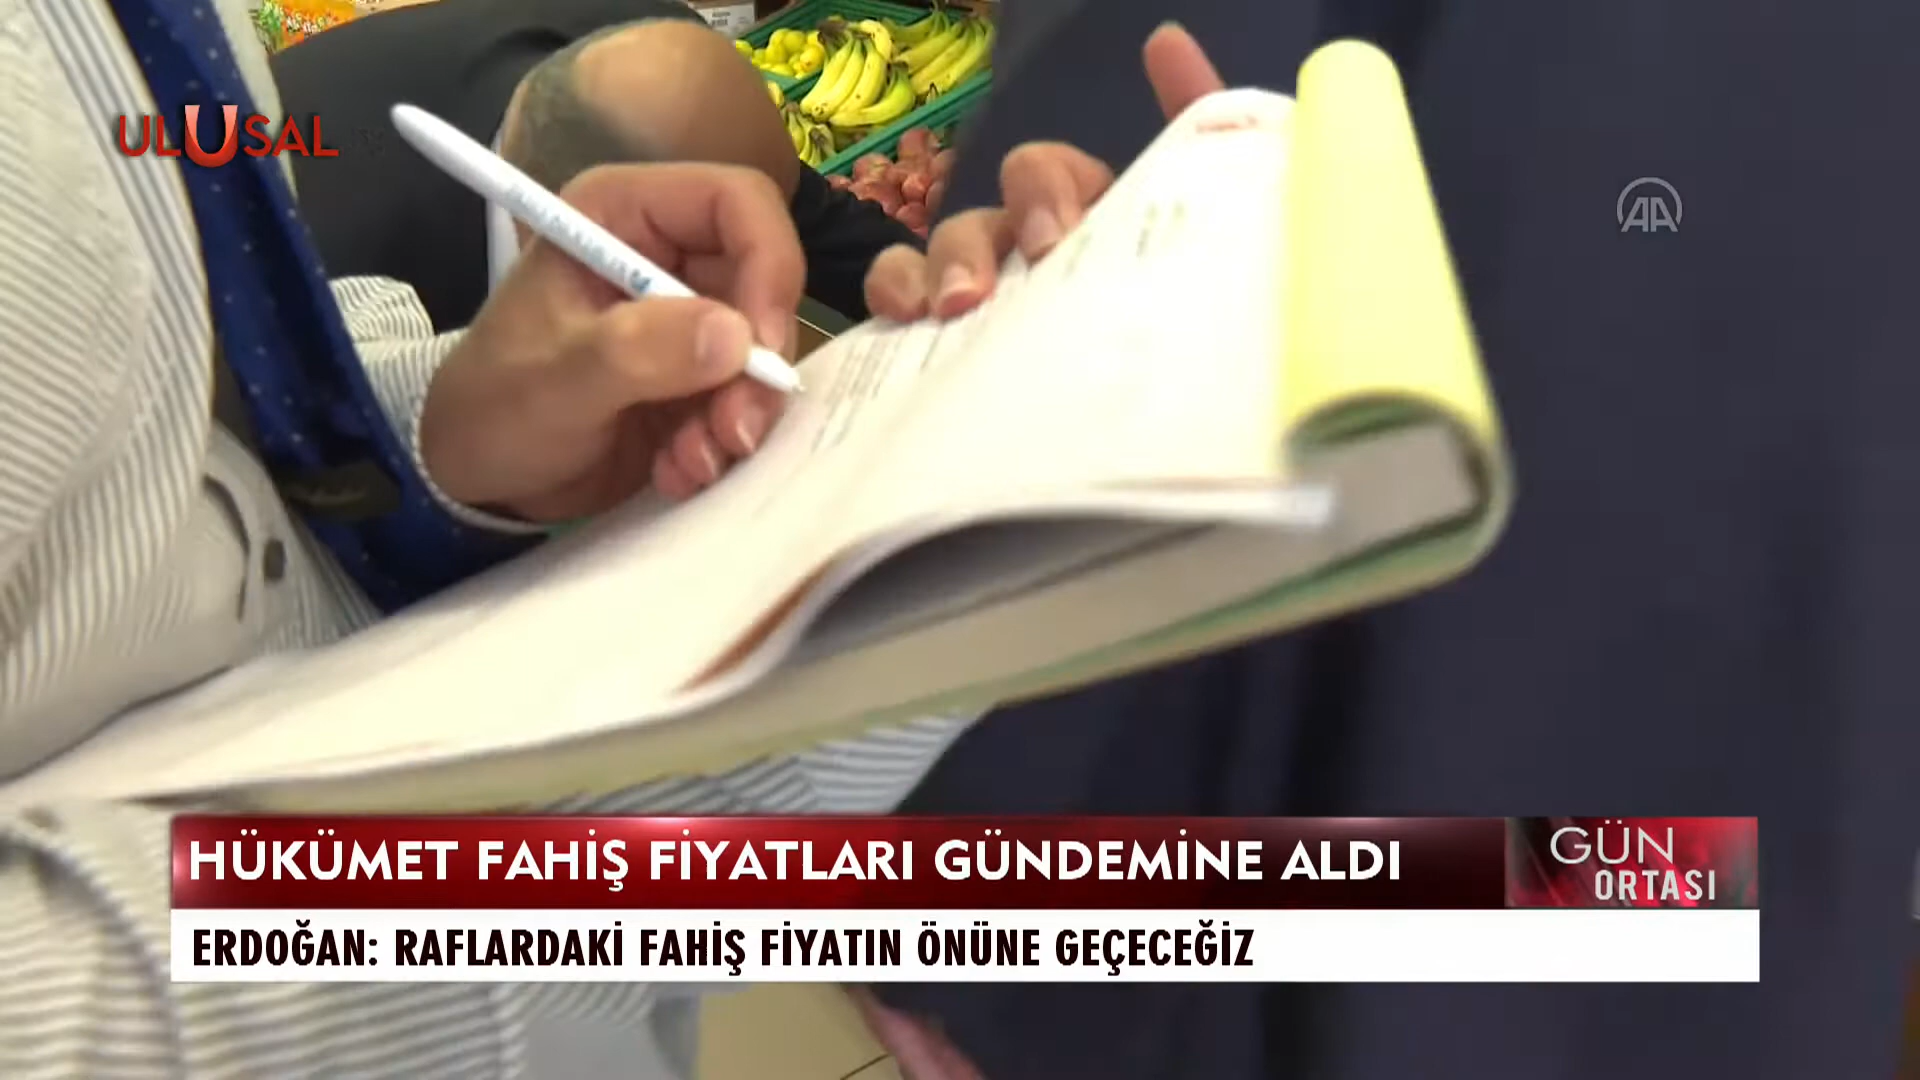 ULUSAL
AA
HÜKÜMET FAHİŞ FİYATLARI GÜNDEMİNE ALDI
GÜN
ORTASI
ERDOĞAN: RAFLARDAKİ FAHİŞ FİYATIN ÖNÜNE GEÇECEĞİZ